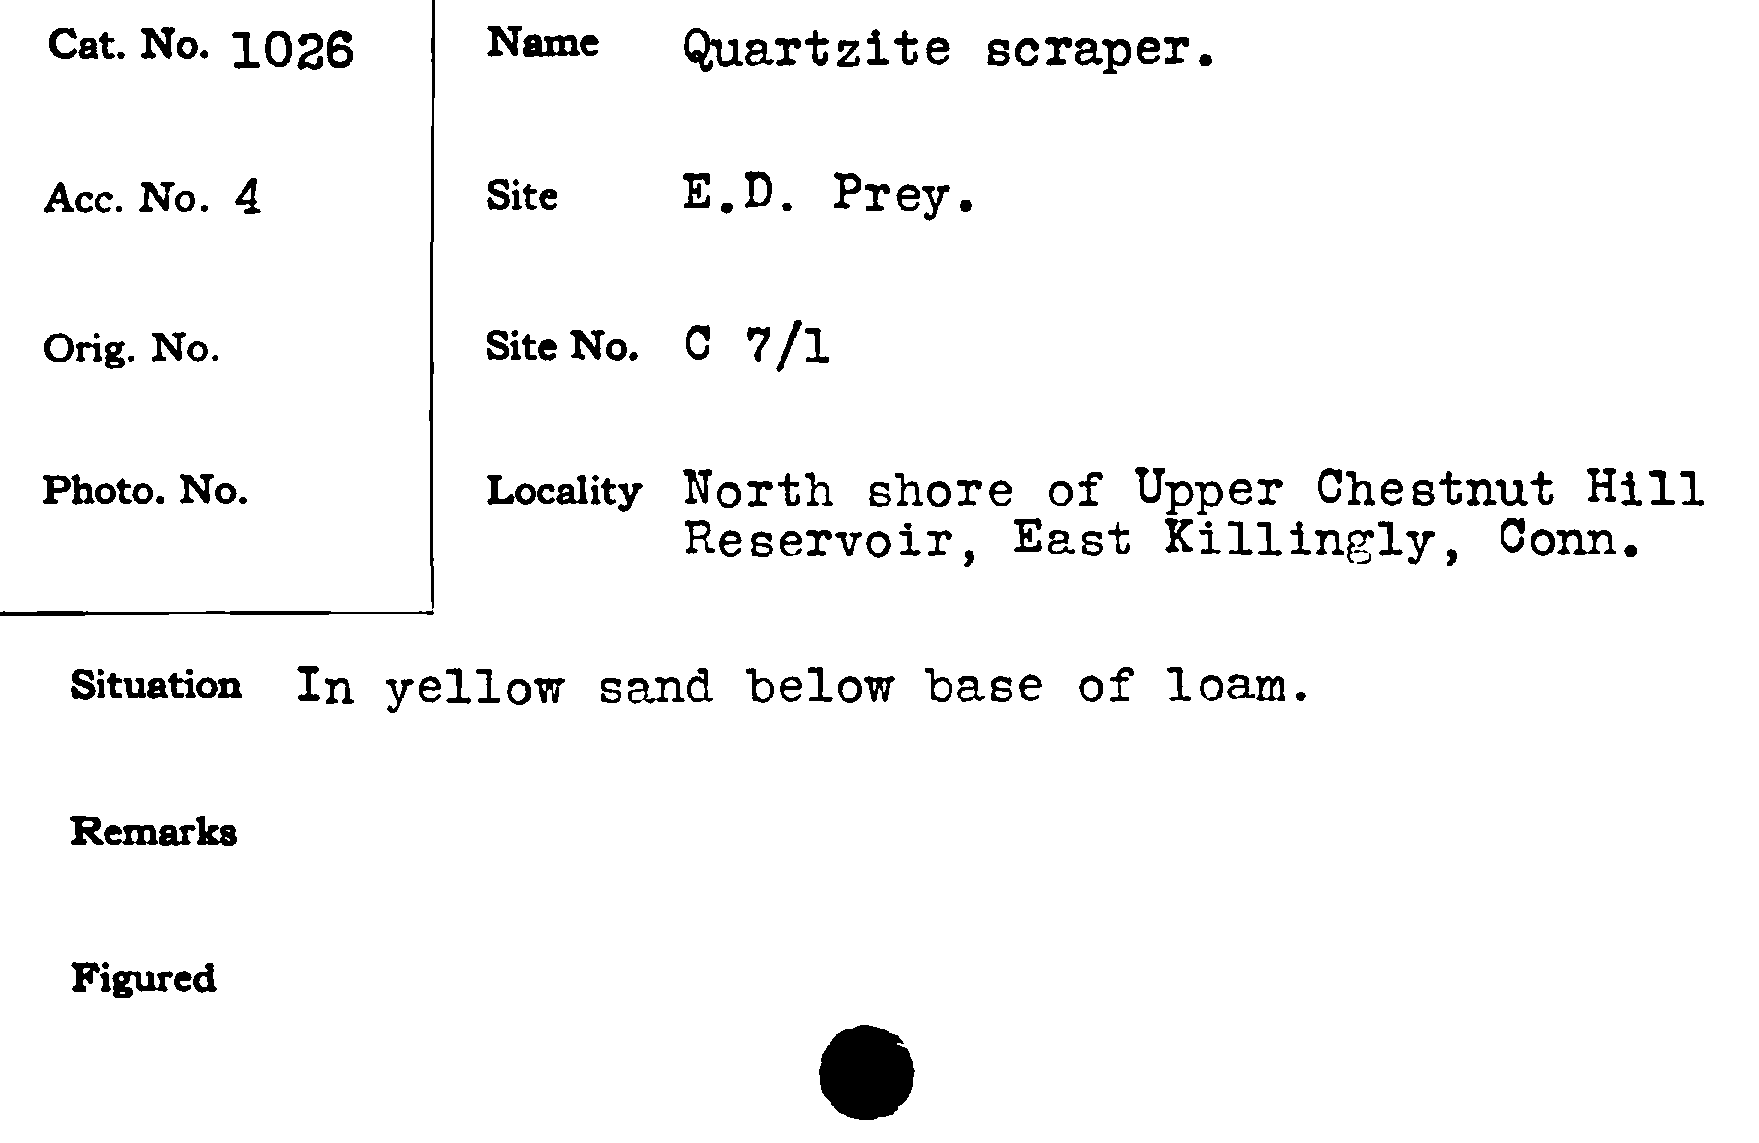 Cat. No. 1026
Name Quartzite scraper.
Acc. No. 4
Site E.D. Prey.
Orig. No.
Site No. C 7/1
Photo. No.
Locality North shore of Upper Chestnut Hill
Reservoir, East Killingly, Conn.
Situation In yellow sand below base of loam.
Remarks
Figured